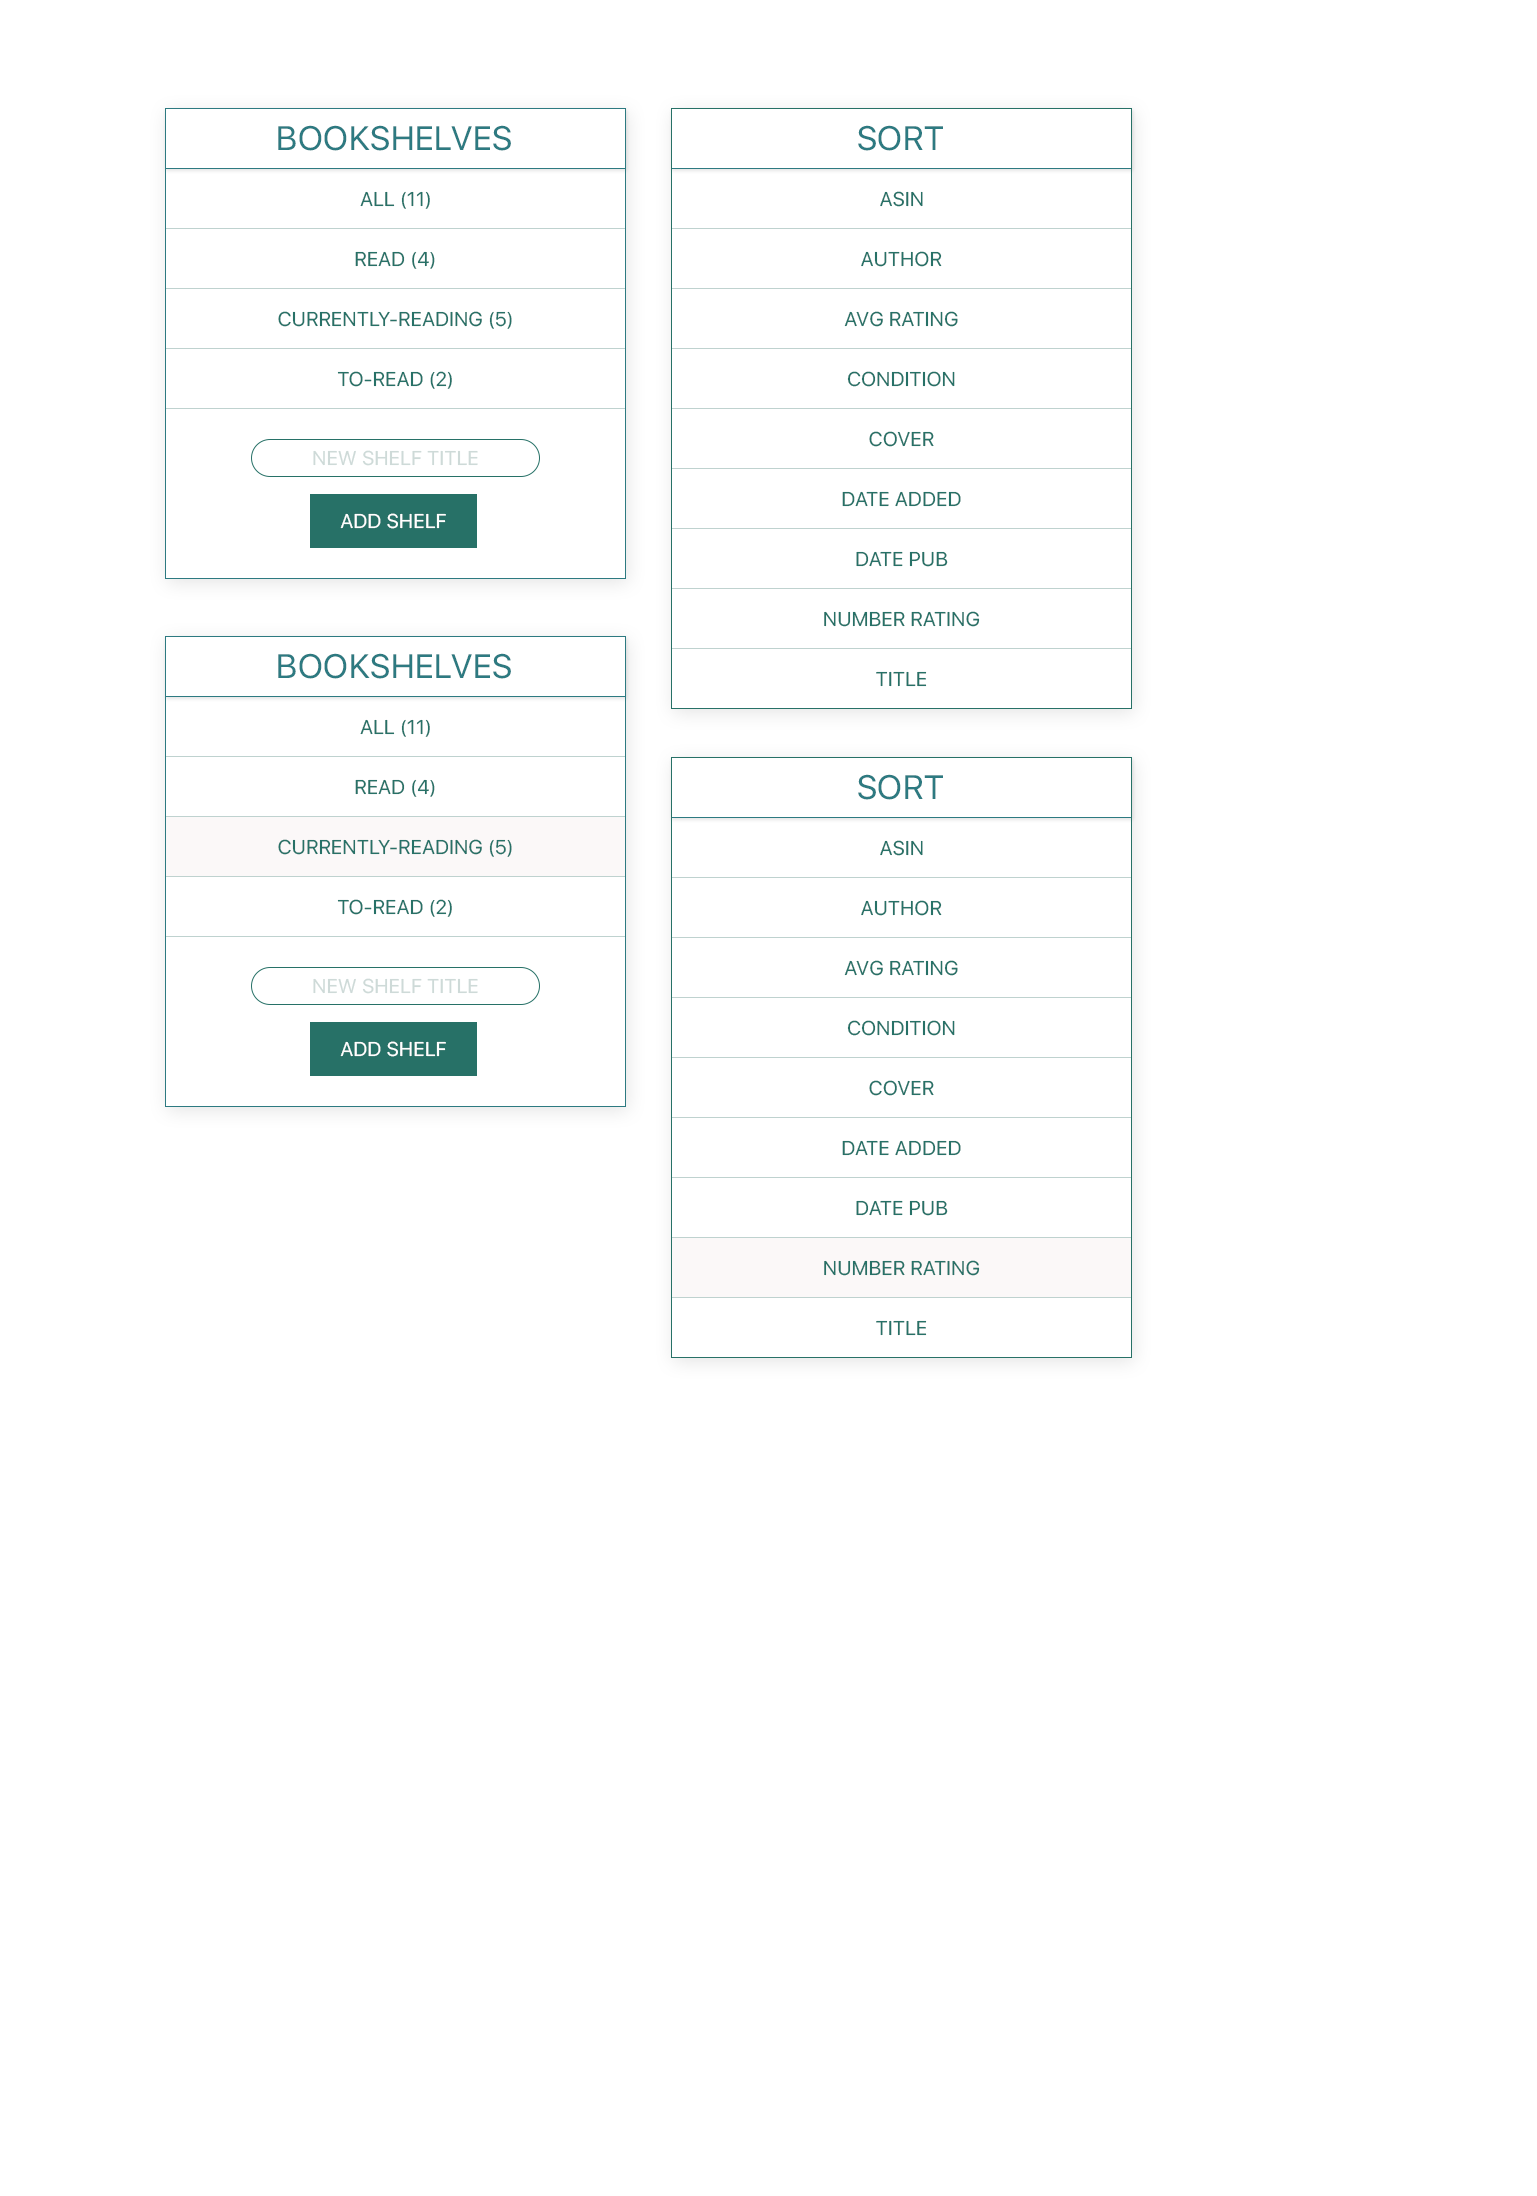 BOOKSHELVES
ALL (11)
READ (4)
CURRENTLY-READING (5)
TO-READ (2)
NEW SHELF TITLE
ADD SHELF
BOOKSHELVES
ALL (11)
READ (4)
CURRENTLY-READING (5)
TO-READ (2)
NEW SHELF TITLE
ADD SHELF
SORT
ASIN
AUTHOR
AVG RATING
CONDITION
COVER
DATE ADDED
DATE PUB
NUMBER RATING
TITLE
SORT
ASIN
AUTHOR
AVG RATING
CONDITION
COVER
DATE ADDED
DATE PUB
NUMBER RATING
TITLE